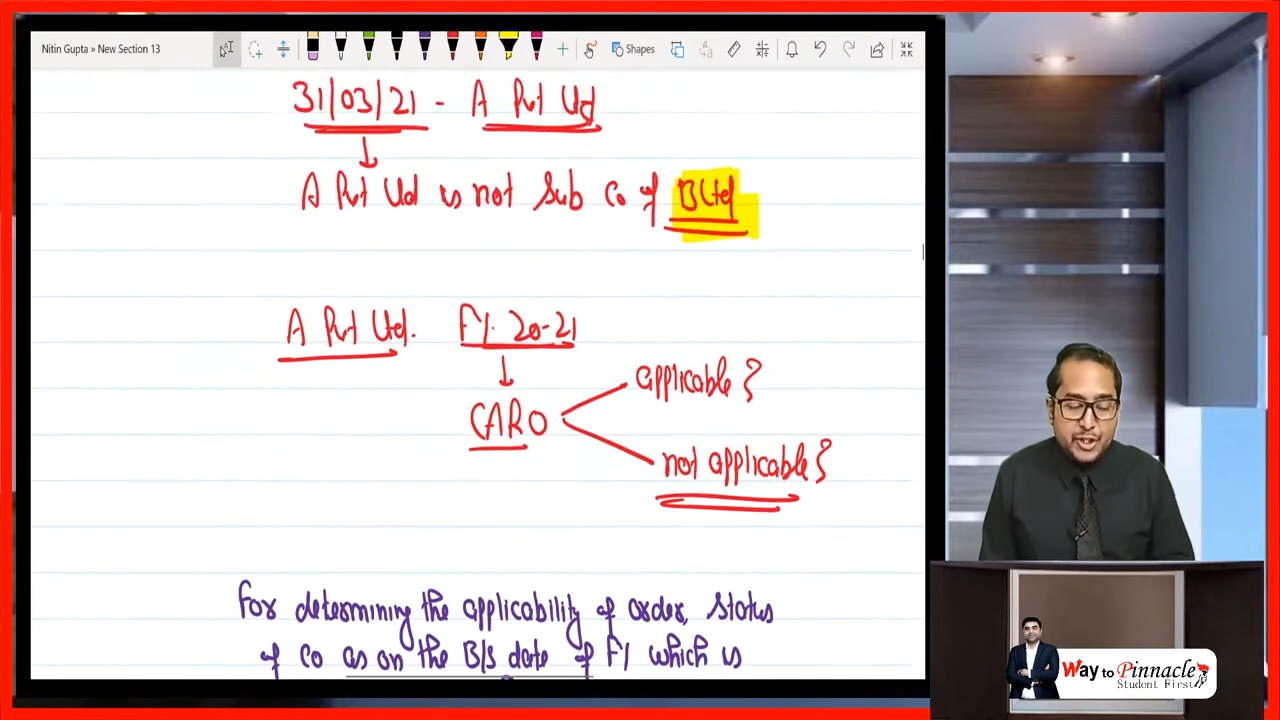 Nitin Gupta » New Section 13
Shapes
31/03/21 - A Pvt Ltd
A Pvt Ltd is not Sub Co of B Ltd
A Pvt Ltd. FY. 20-21
applicable?
CARO
not applicable?
For determining the applicability of order, status
of co as on the B/S date of FY which is
Way to Pinnacle
Student First